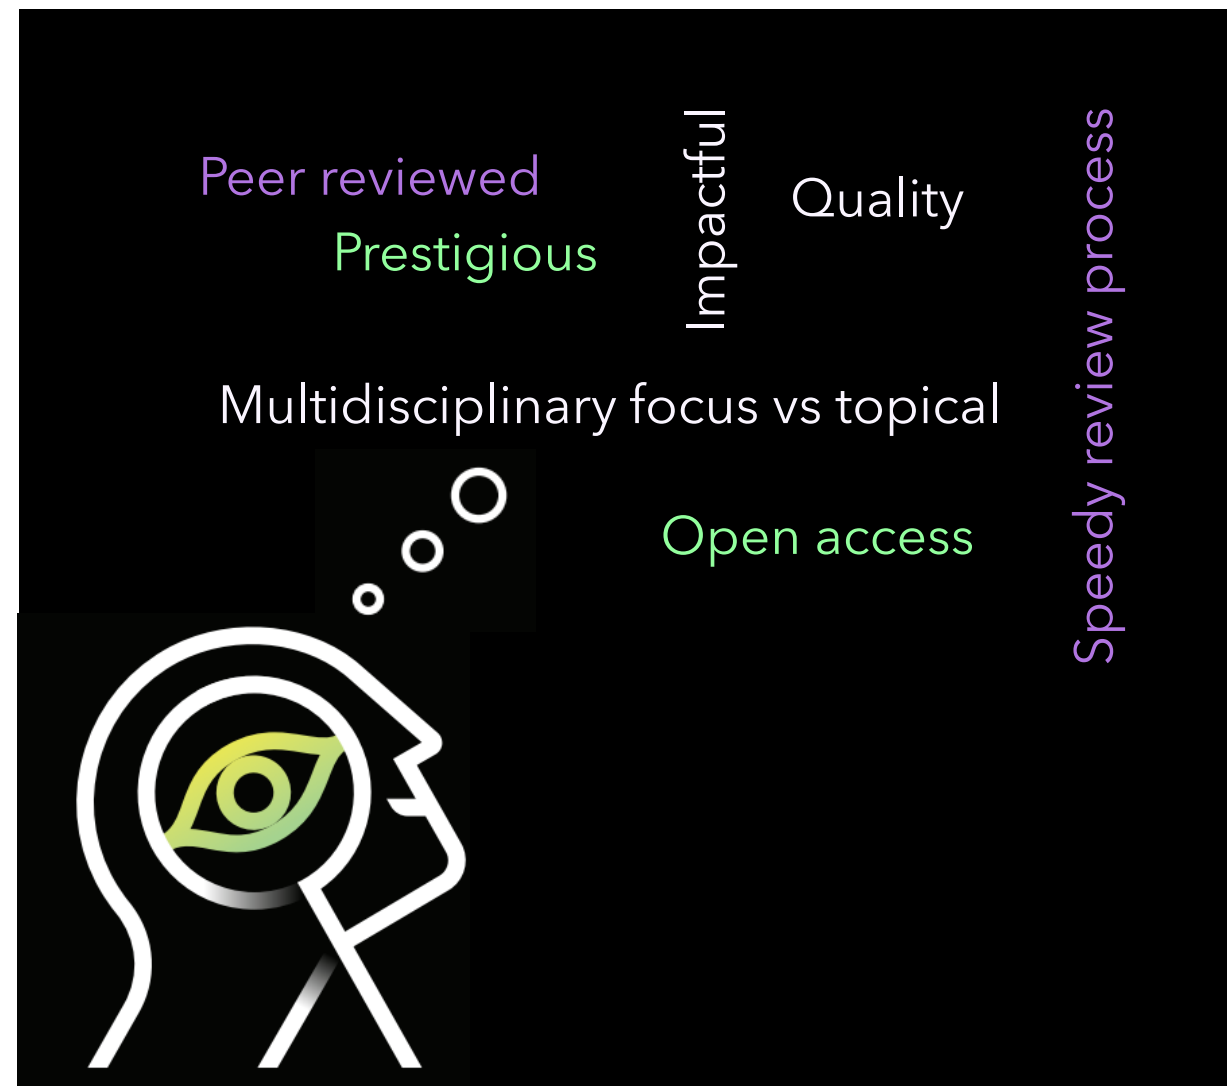 Peer reviewed
Prestigious
Impactful
Quality
Speedy review process
Multidisciplinary focus vs topical
Open access